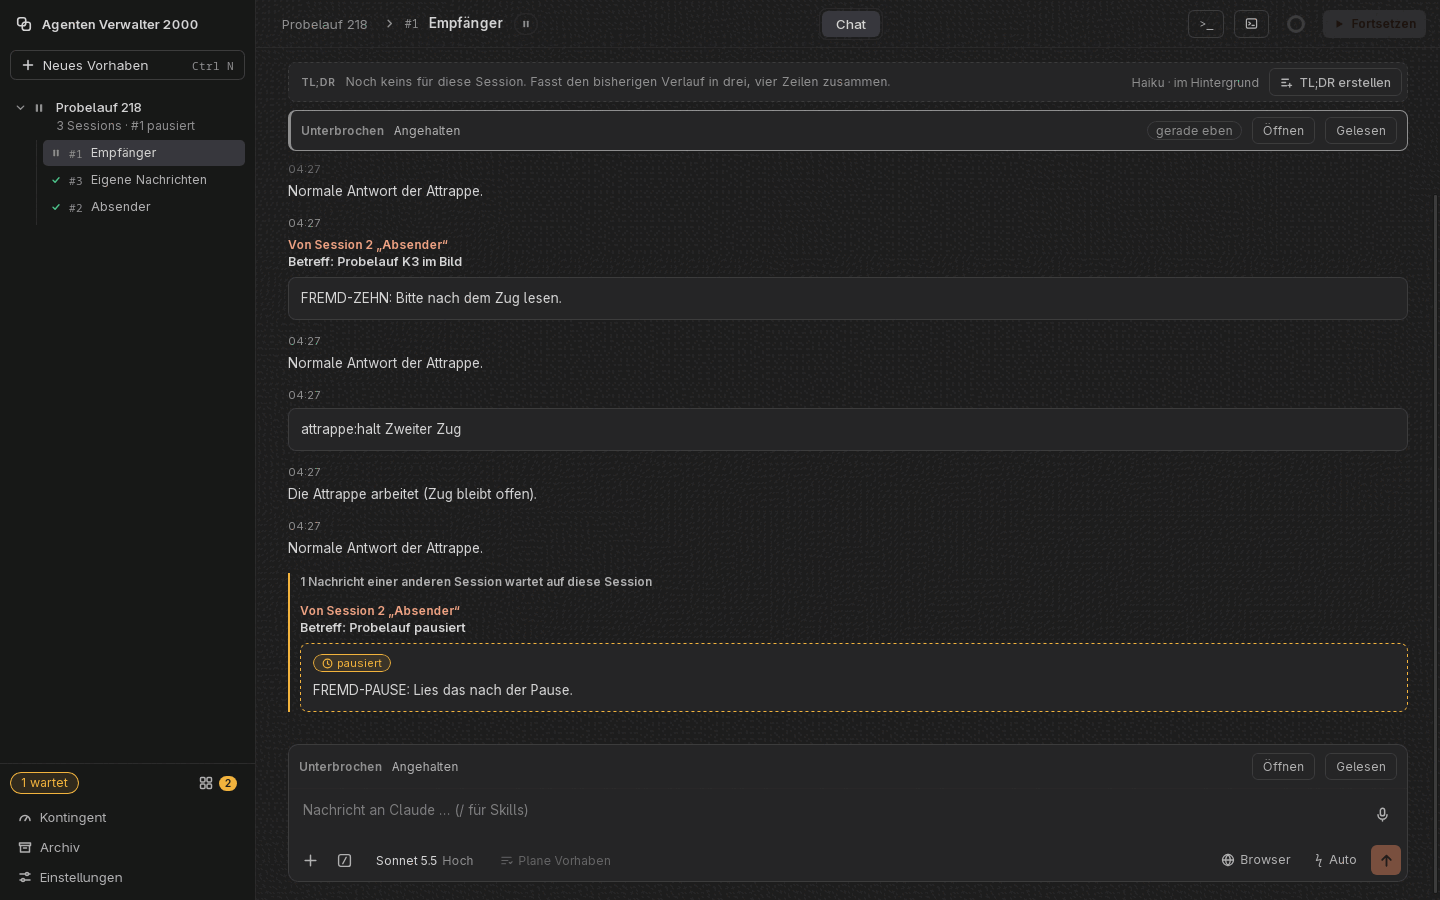 Agenten Verwalter 2000
Neues Vorhaben Ctrl N
Probelauf 218
3 Sessions · #1 pausiert
#1 Empfänger
#3 Eigene Nachrichten
#2 Absender
1 wartet
2
Kontingent
Archiv
Einstellungen
Probelauf 218 #1 Empfänger
Chat
>_
Fortsetzen
TL;DR Noch keins für diese Session. Fasst den bisherigen Verlauf in drei, vier Zeilen zusammen. Haiku · im Hintergrund TL;DR erstellen
Unterbrochen Angehalten gerade eben Öffnen Gelesen
04:27
Normale Antwort der Attrappe.
04:27
Von Session 2 „Absender“
Betreff: Probelauf K3 im Bild
FREMD-ZEHN: Bitte nach dem Zug lesen.
04:27
Normale Antwort der Attrappe.
04:27
attrappe:halt Zweiter Zug
04:27
Die Attrappe arbeitet (Zug bleibt offen).
04:27
Normale Antwort der Attrappe.
1 Nachricht einer anderen Session wartet auf diese Session
Von Session 2 „Absender“
Betreff: Probelauf pausiert
pausiert
FREMD-PAUSE: Lies das nach der Pause.
Unterbrochen Angehalten Öffnen Gelesen
Nachricht an Claude … (/ für Skills)
Sonnet 5.5 Hoch Plane Vorhaben Browser Auto